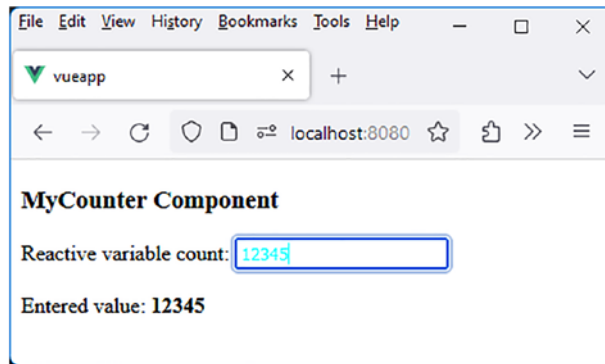 File Edit View History Bookmarks Tools Help
vueapp
localhost:8080
MyCounter Component
Reactive variable count: 12345
Entered value: 12345